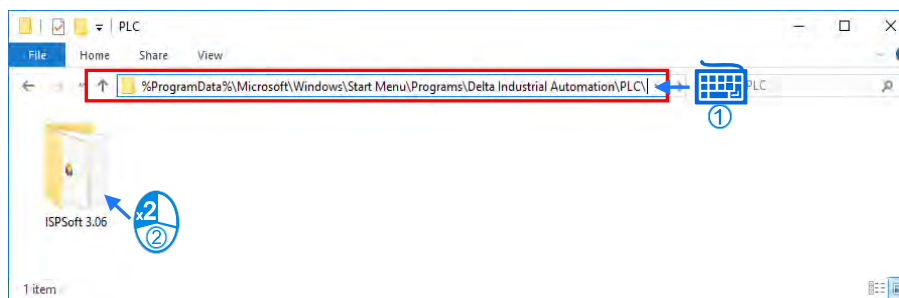 PLC
File Home Share View
%ProgramData%\Microsoft\Windows\Start Menu\Programs\Delta Industrial Automation\PLC\ PLC
①
x2
②
ISPSoft 3.06
1 item